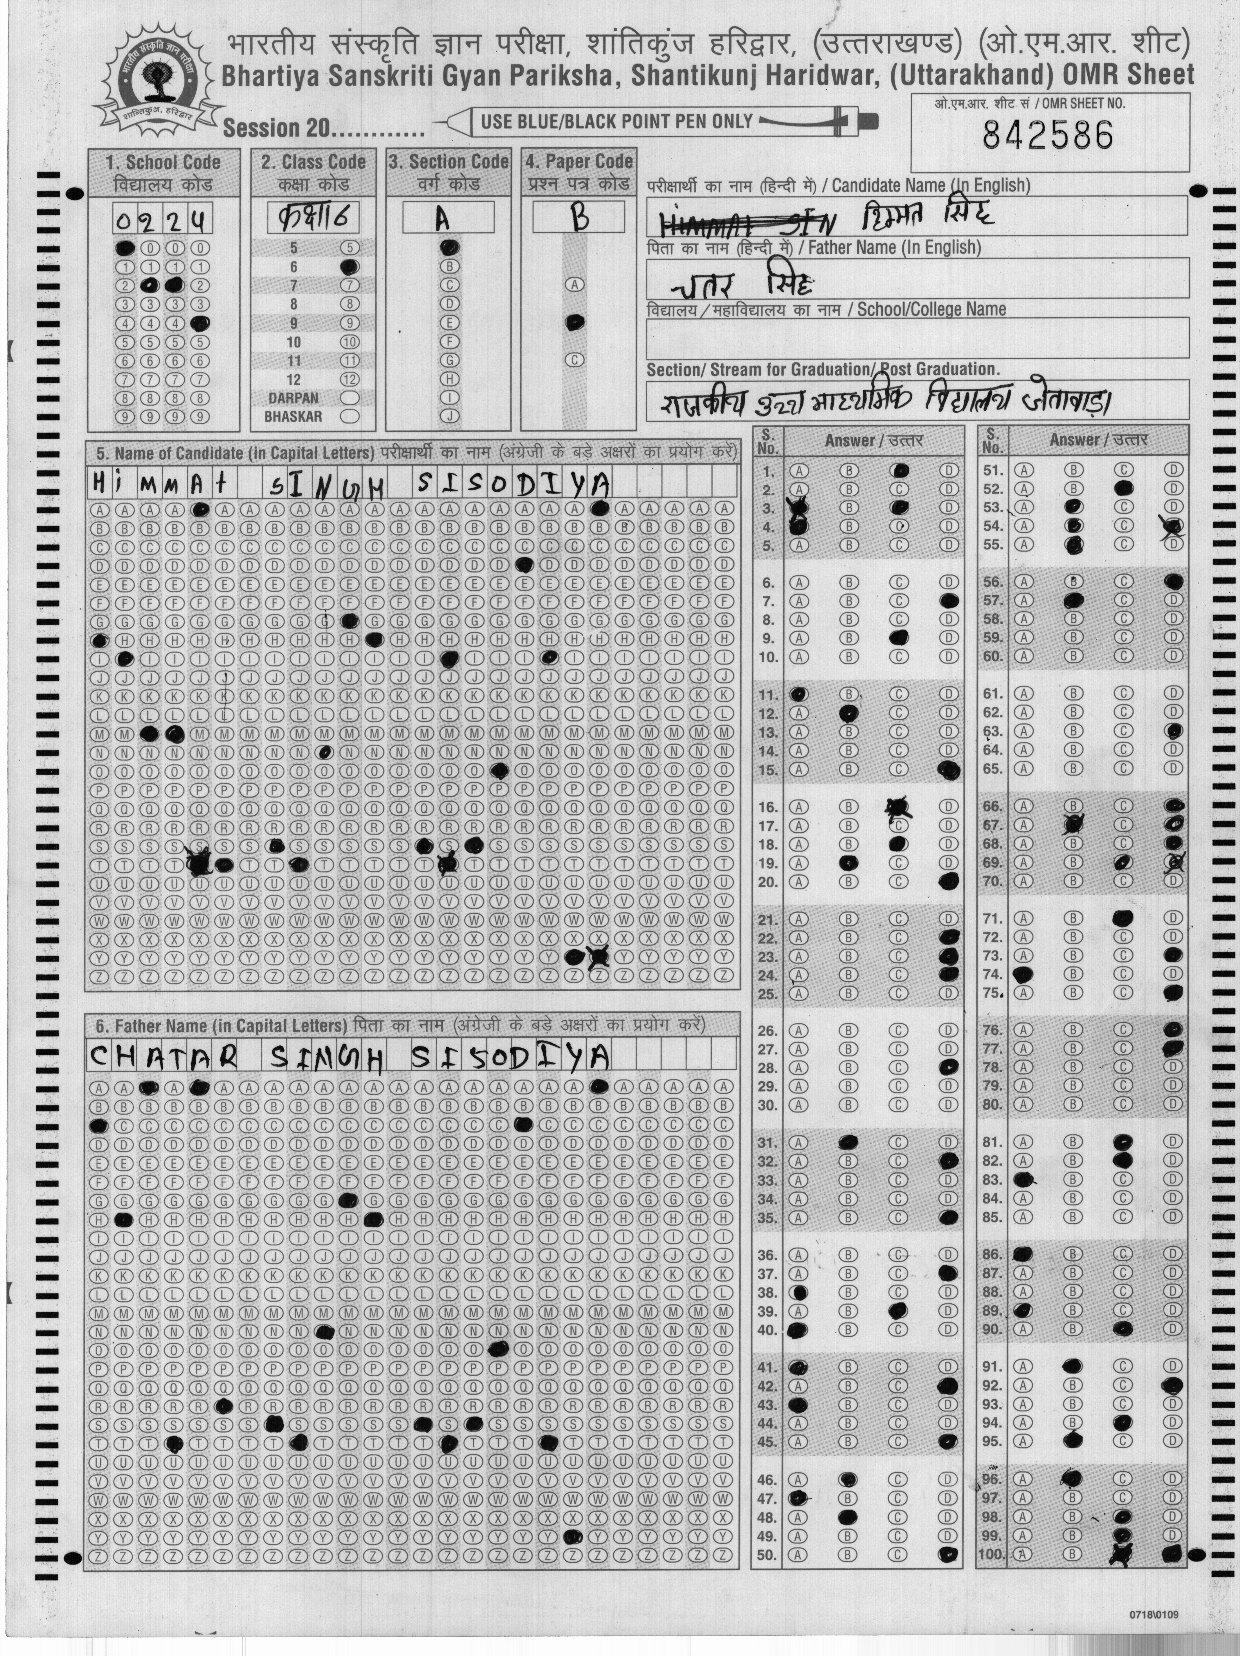 भारतीय संस्कृति ज्ञान परीक्षा, शांतिकुंज हरिद्वार, (उत्तराखण्ड) (ओ.एम.आर. शीट)
Bhartiya Sanskriti Gyan Pariksha, Shantikunj Haridwar, (Uttarakhand) OMR Sheet
Session 20............
USE BLUE/BLACK POINT PEN ONLY
ओ.एम.आर. शीट सं / OMR SHEET NO.
842586
1. School Code
विद्यालय कोड
0224
2. Class Code
कक्षा कोड
कक्षा 6
5
6
7
8
9
10
11
12
DARPAN
BHASKAR
3. Section Code
वर्ग कोड
A
4. Paper Code
प्रश्न पत्र कोड
B
परीक्षार्थी का नाम (हिन्दी में) / Candidate Name (In English)
हिम्मत सिंह
पिता का नाम (हिन्दी में) / Father Name (In English)
चतर सिंह
विद्यालय / महाविद्यालय का नाम / School/College Name
Section/ Stream for Graduation/ Post Graduation.
राजकीय उच्च माध्यमिक विद्यालय जेतावाड़ा
5. Name of Candidate (in Capital Letters) परीक्षार्थी का नाम (अंग्रेजी के बड़े अक्षरों का प्रयोग करें)
HiMMAt SINGH SISODIYA
6. Father Name (in Capital Letters) पिता का नाम (अंग्रेजी के बड़े अक्षरों का प्रयोग करें)
CHATAR SINGH SISODIYA
S. No. Answer / उत्तर
S. No. Answer / उत्तर
0718\0109